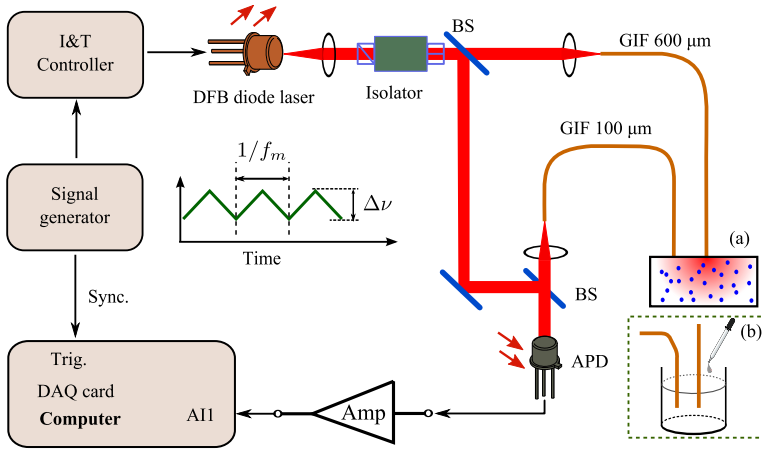 I&T
Controller
DFB diode laser
Isolator
BS
GIF 600 μm
GIF 100 μm
Signal
generator
1/fm
Δν
Time
Sync.
BS
(a)
(b)
APD
Trig.
DAQ card
Computer
AI1
Amp